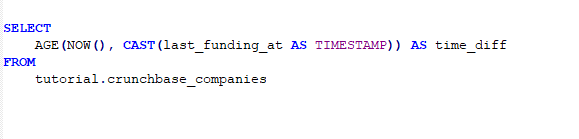 SELECT
    AGE(NOW(), CAST(last_funding_at AS TIMESTAMP)) AS time_diff
FROM
    tutorial.crunchbase_companies